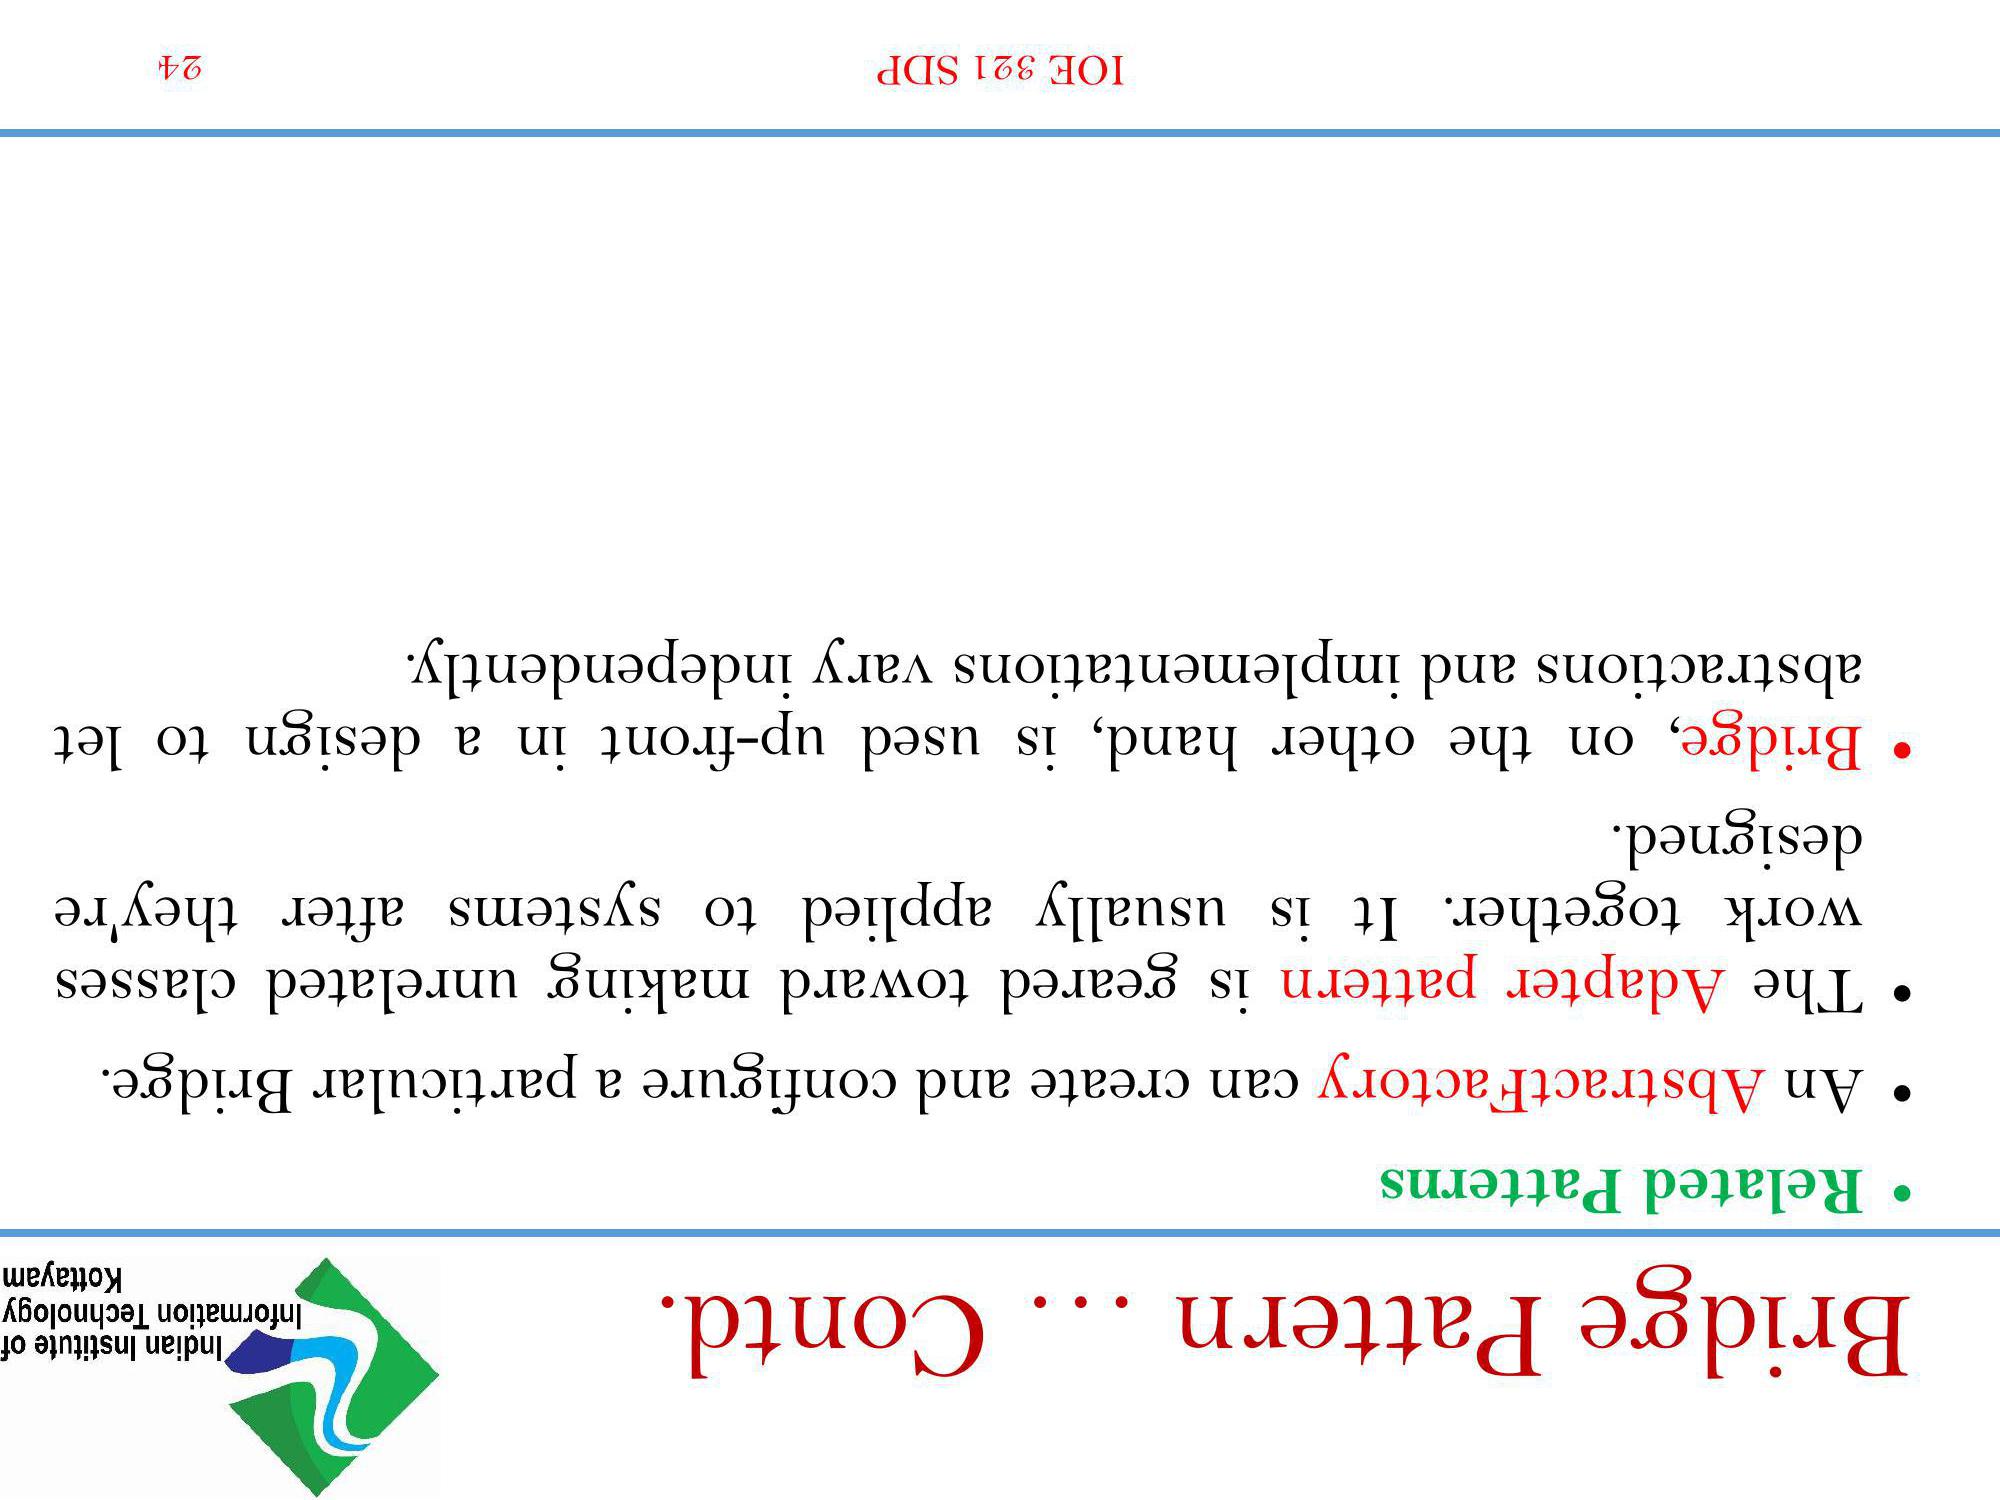 Bridge Pattern … Contd.
Indian Institute of
Information Technology
Kottayam
• Related Patterns
• An AbstractFactory can create and configure a particular Bridge.
• The Adapter pattern is geared toward making unrelated classes
work together. It is usually applied to systems after they're
designed.
• Bridge, on the other hand, is used up-front in a design to let
abstractions and implementations vary independently.
IOE 321 SDP
24